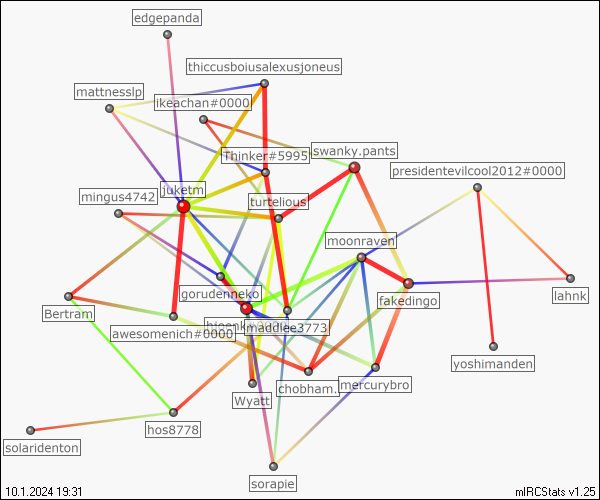 edgepanda
thiccusboiusalexusjoneus
mattnesslp
ikeachan#0000
Thinker#5995
swanky.pants
presidentevilcool2012#0000
juketm
mingus4742
turtelious
moonraven
gorudenneko
fakedingo
lahnk
Bertram
awesomenich#0000
maddiee3773
yoshimanden
Wyatt
chobham.
mercurybro
hos8778
solaridenton
sorapie
10.1.2024 19:31
mIRCStats v1.25